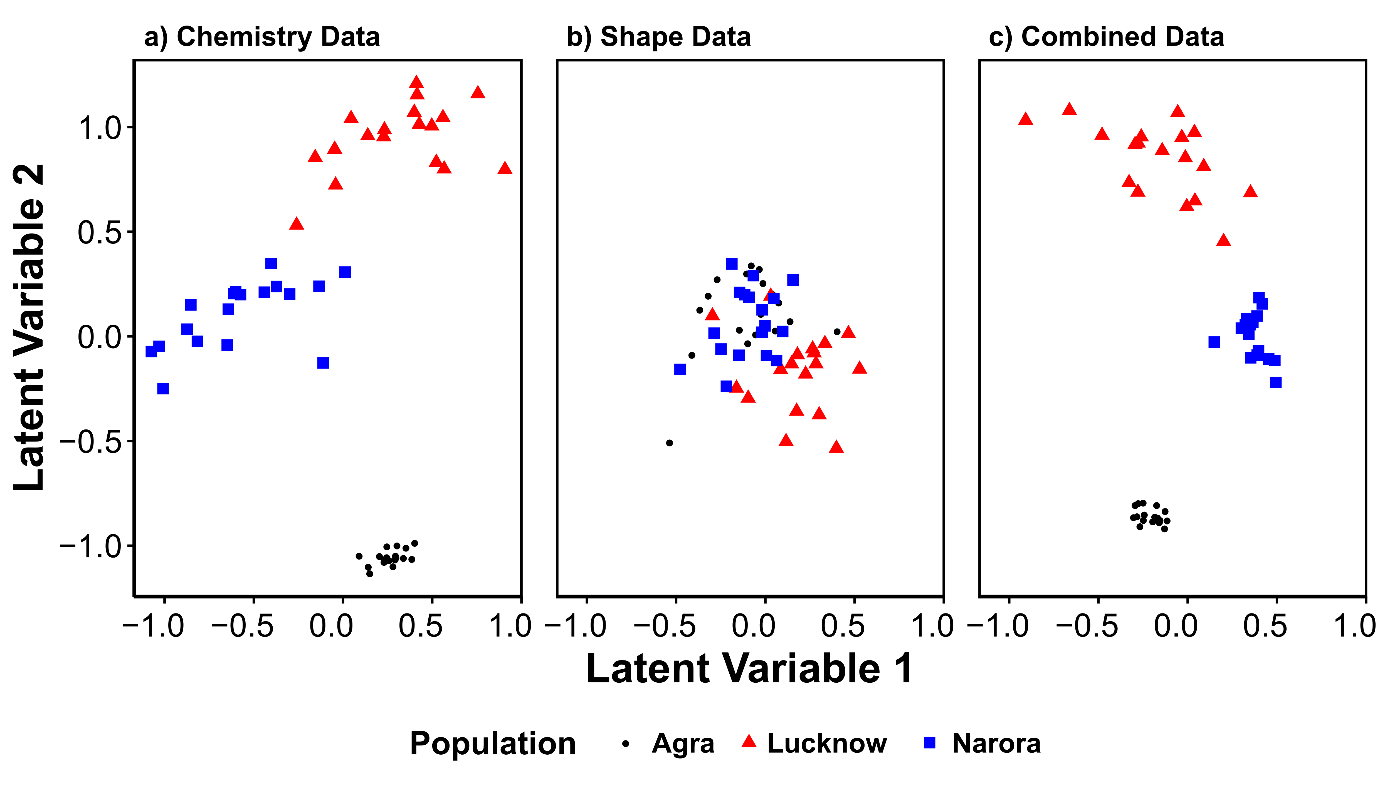 a) Chemistry Data
b) Shape Data
c) Combined Data
Latent Variable 2
1.0
0.5
0.0
−0.5
−1.0
−1.0 −0.5 0.0 0.5 1.0
−1.0 −0.5 0.0 0.5 1.0
−1.0 −0.5 0.0 0.5 1.0
Latent Variable 1
Population Agra Lucknow Narora